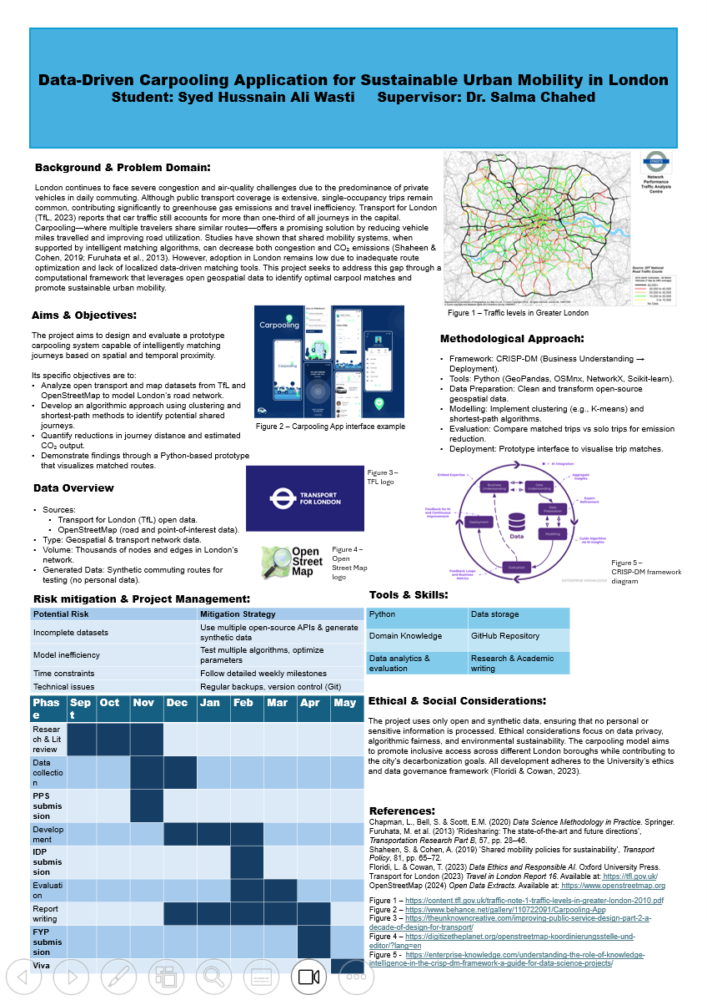 Data-Driven Carpooling Application for Sustainable Urban Mobility in London
Student: Syed Hussnain Ali Wasti Supervisor: Dr. Salma Chahed
Background & Problem Domain:
London continues to face severe congestion and air-quality challenges due to the predominance of private
vehicles in daily commuting. Although public transport coverage is extensive, single-occupancy trips remain
common, contributing significantly to greenhouse gas emissions and travel inefficiency. Transport for London
(TfL, 2023) reports that car traffic still accounts for more than one-third of all journeys in the capital.
Carpooling—where multiple travelers share similar routes—offers a promising solution by reducing vehicle
miles travelled and improving road utilization. Studies have shown that shared mobility systems, when
supported by intelligent matching algorithms, can decrease both congestion and CO₂ emissions (Shaheen &
Cohen, 2019; Furuhata et al., 2013). However, adoption in London remains low due to inadequate route
optimization and lack of localized data-driven matching tools. This project seeks to address this gap through a
computational framework that leverages open geospatial data to identify optimal carpool matches and
promote sustainable urban mobility.
STREETS
Network
Performance
Traffic Analysis
Centre
Source: DfT National
Road Traffic Counts
No Data
Figure 1 – Traffic levels in Greater London
Aims & Objectives:
The project aims to design and evaluate a prototype
carpooling system capable of intelligently matching
journeys based on spatial and temporal proximity.
Its specific objectives are to:
• Analyze open transport and map datasets from TfL and
OpenStreetMap to model London's road network.
• Develop an algorithmic approach using clustering and
shortest-path methods to identify potential shared
journeys.
• Quantify reductions in journey distance and estimated
CO₂ output.
• Demonstrate findings through a Python-based prototype
that visualizes matched routes.
Carpooling
Carpooling
Figure 2 – Carpooling App interface example
Methodological Approach:
• Framework: CRISP-DM (Business Understanding →
Deployment).
• Tools: Python (GeoPandas, OSMnx, NetworkX, Scikit-learn).
• Data Preparation: Clean and transform open-source
geospatial data.
• Modelling: Implement clustering (e.g., K-means) and
shortest-path algorithms.
• Evaluation: Compare matched trips vs solo trips for emission
reduction.
• Deployment: Prototype interface to visualise trip matches.
Data Overview
• Sources:
• Transport for London (TfL) open data.
• OpenStreetMap (road and point-of-interest data).
• Type: Geospatial & transport network data.
• Volume: Thousands of nodes and edges in London's
network.
• Generated Data: Synthetic commuting routes for
testing (no personal data).
TRANSPORT
FOR LONDON
Figure 3 –
TFL logo
Open
Street
Map
Figure 4 –
Open
Street Map
logo
= AI Integration
Embed Expertise
Aggregate
Insights
Business
Understanding
Data
Understanding
Expert
Refinement
Data
Preparation
Feedback for AI
and Continuous
Improvement
Deployment
Data
Modeling
Guide Algorithm
via AI Insights
Evaluation
Feedback Loops
and Business
Metrics
ENTERPRISE KNOWLEDGE
Figure 5 –
CRISP-DM framework
diagram
Risk mitigation & Project Management:
Potential Risk Mitigation Strategy
Incomplete datasets Use multiple open-source APIs & generate
synthetic data
Model inefficiency Test multiple algorithms, optimize
parameters
Time constraints Follow detailed weekly milestones
Technical issues Regular backups, version control (Git)
Tools & Skills:
Python Data storage
Domain Knowledge GitHub Repository
Data analytics & Research & Academic
evaluation writing
Phas Sep Oct Nov Dec Jan Feb Mar Apr May
e t
Resear
ch & Lit
review
Data
collectio
n
PPS
submis
sion
Develop
ment
IDP
submis
sion
Evaluati
on
Report
writing
FYP
submis
sion
Viva
Ethical & Social Considerations:
The project uses only open and synthetic data, ensuring that no personal or
sensitive information is processed. Ethical considerations focus on data privacy,
algorithmic fairness, and environmental sustainability. The carpooling model aims
to promote inclusive access across different London boroughs while contributing to
the city's decarbonization goals. All development adheres to the University's ethics
and data governance framework (Floridi & Cowan, 2023).
References:
Chapman, L., Bell, S. & Scott, E.M. (2020) Data Science Methodology in Practice. Springer.
Furuhata, M. et al. (2013) 'Ridesharing: The state-of-the-art and future directions',
Transportation Research Part B, 57, pp. 28–46.
Shaheen, S. & Cohen, A. (2019) 'Shared mobility policies for sustainability', Transport
Policy, 81, pp. 65–72.
Floridi, L. & Cowan, T. (2023) Data Ethics and Responsible AI. Oxford University Press.
Transport for London (2023) Travel in London Report 16. Available at: https://tfl.gov.uk/
OpenStreetMap (2024) Open Data Extracts. Available at: https://www.openstreetmap.org
Figure 1 – https://content.tfl.gov.uk/traffic-note-1-traffic-levels-in-greater-london-2010.pdf
Figure 2 – https://www.behance.net/gallery/110722091/Carpooling-App
Figure 3 – https://theunknowncreative.com/improving-public-service-design-part-2-a-
decade-of-design-for-transport/
Figure 4 – https://digitizetheplanet.org/openstreetmap-koordinierungsstelle-und-
editor/?lang=en
Figure 5 - https://enterprise-knowledge.com/understanding-the-role-of-knowledge-
intelligence-in-the-crisp-dm-framework-a-guide-for-data-science-projects/